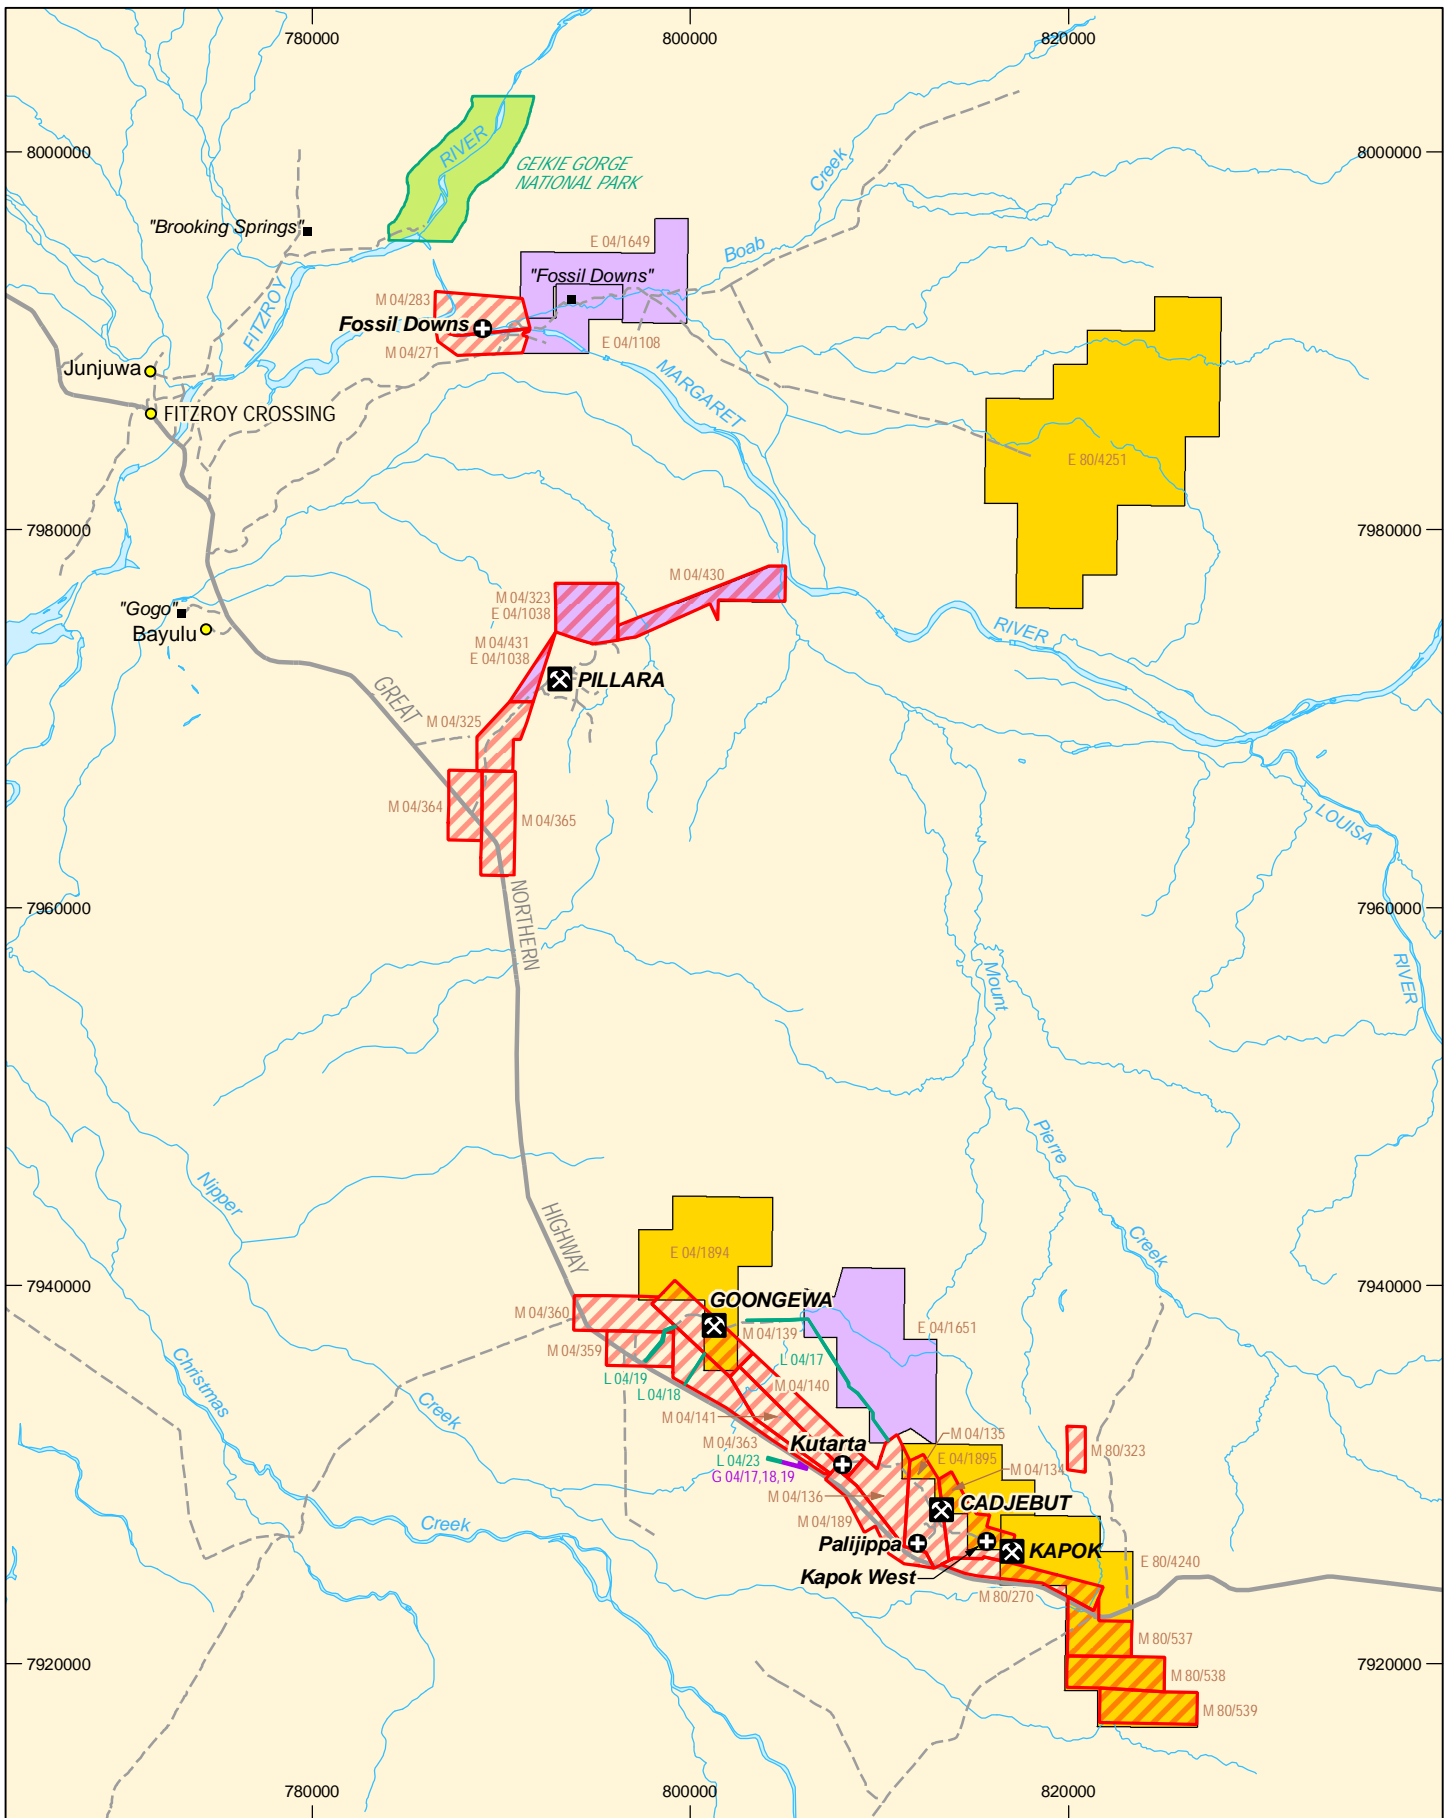 780000
800000
820000
8000000
8000000
RIVER
GEIKIE GORGE
NATIONAL PARK
Creek
"Brooking Springs"
E 04/1649
Boab
"Fossil Downs"
M 04/283
FITZROY
Fossil Downs
E 04/1108
M 04/271
Junjuwa
MARGARET
FITZROY CROSSING
E 80/4251
7980000
7980000
M 04/430
M 04/323
E 04/1038
"Gogo"
Bayulu
RIVER
M 04/431
E 04/1038
PILLARA
GREAT
M 04/325
M 04/364
M 04/365
LOUISA
NORTHERN
7960000
7960000
Mount
RIVER
Pierre
Nipper
HIGHWAY
Creek
E 04/1894
7940000
7940000
GOONGEWA
M 04/360
M 04/139
E 04/1651
M 04/359
L 04/17
Christmas
L 04/19
L 04/18
M 04/140
Creek
M 04/141
M 04/135
M 04/363
Kutarta
M 80/323
E 04/1895
L 04/23
G 04/17,18,19
M 04/134
M 04/136
CADJEBUT
M 04/189
Creek
Palijippa
KAPOK
E 80/4240
Kapok West
M 80/270
M 80/537
7920000
7920000
M 80/538
M 80/539
780000
800000
820000